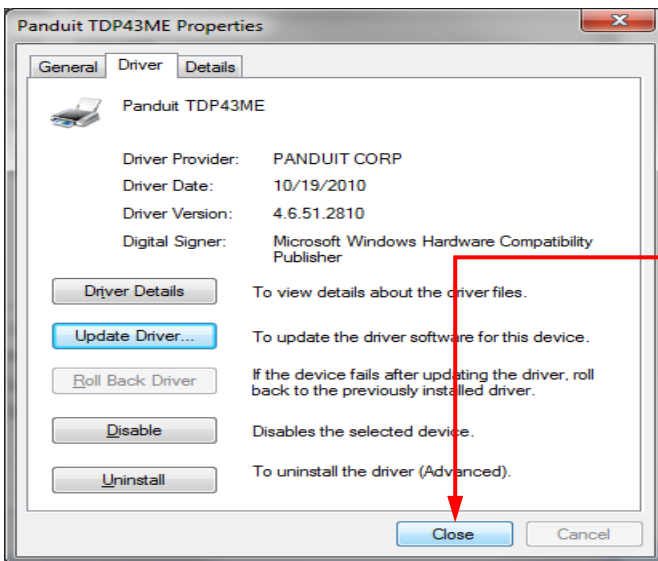 Panduit TDP43ME Properties
General Driver Details
Panduit TDP43ME
Driver Provider: PANDUIT CORP
Driver Date: 10/19/2010
Driver Version: 4.6.51.2810
Digital Signer: Microsoft Windows Hardware Compatibility
Publisher
Driver Details To view details about the driver files.
Update Driver... To update the driver software for this device.
Roll Back Driver If the device fails after updating the driver, roll
back to the previously installed driver.
Disable Disables the selected device.
Uninstall To uninstall the driver (Advanced).
Close Cancel